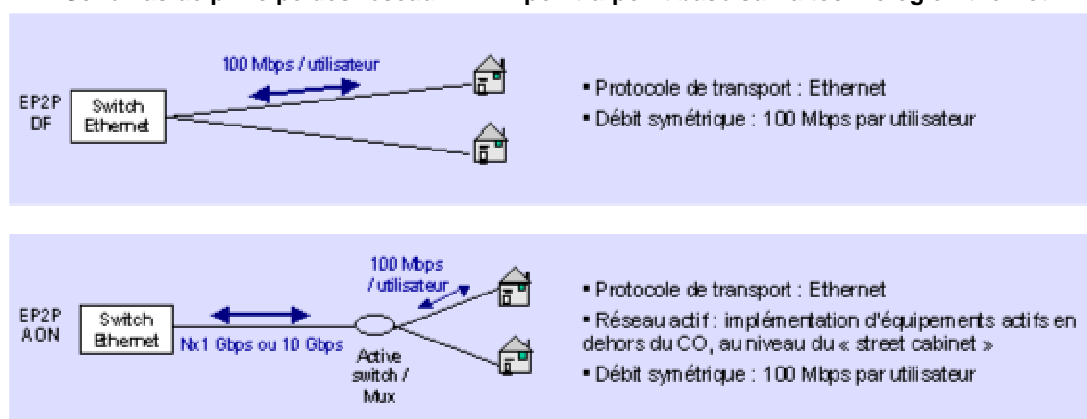 100 Mbps / utilisateur
EP2P
DF
Switch
Ethernet
▪ Protocole de transport : Ethernet
▪ Débit symétrique : 100 Mbps par utilisateur
100 Mbps
/ utilisateur
EP2P
AON
Switch
Ethernet
Nx1 Gbps ou 10 Gbps
Active
switch /
Mux
▪ Protocole de transport : Ethernet
▪ Réseau actif : implémentation d'équipements actifs en
dehors du CO, au niveau du « street cabinet »
▪ Débit symétrique : 100 Mbps par utilisateur